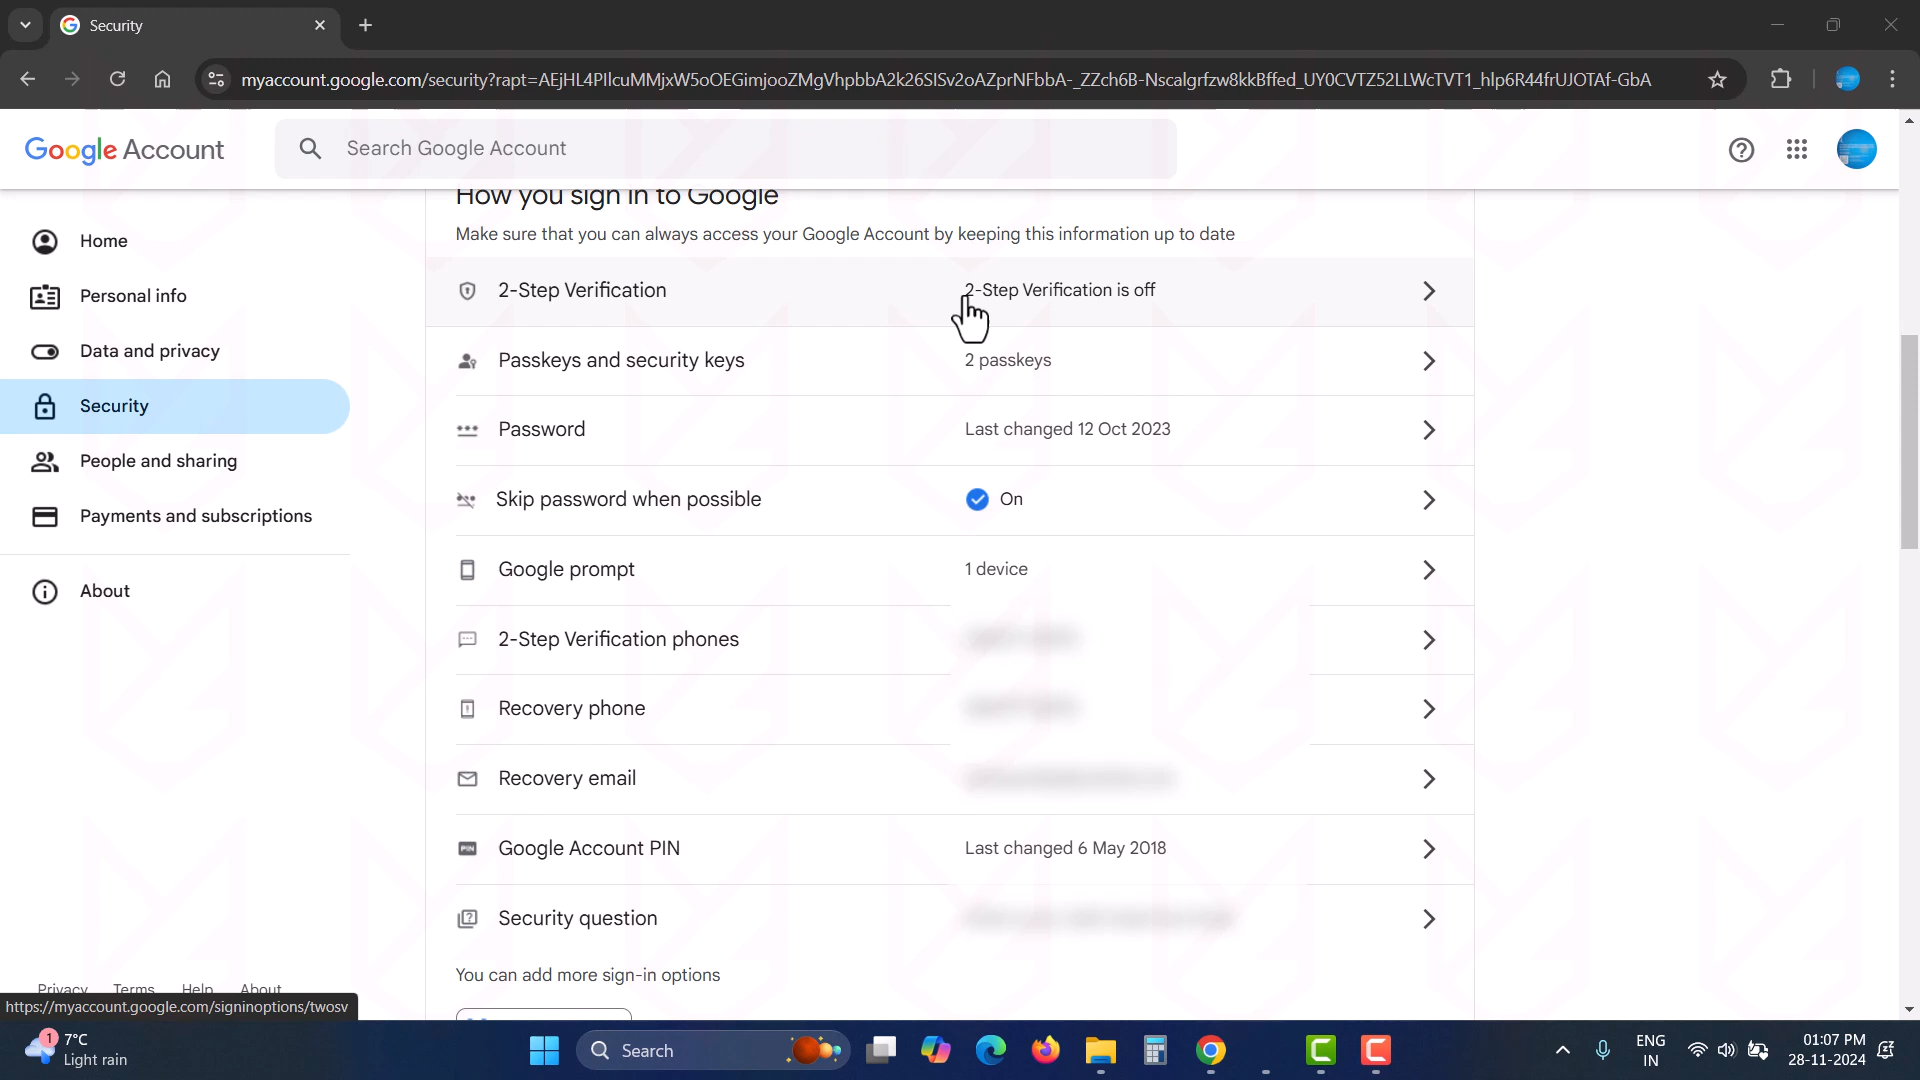 Security
myaccount.google.com/security?rapt=AEjHL4PIlcuMMjxW5oOEGimjooZMgVhpbbA2k26SISv2oAZprNFbbA-_ZZch6B-Nscalgrfzw8kkBffed_UY0CVTZ52LLWcTVT1_hlp6R44frUJOTAf-GbA
Google Account
Search Google Account
How you sign in to Google
Make sure that you can always access your Google Account by keeping this information up to date
Home
Personal info
Data and privacy
Security
People and sharing
Payments and subscriptions
About
2-Step Verification 2-Step Verification is off
Passkeys and security keys 2 passkeys
Password Last changed 12 Oct 2023
Skip password when possible On
Google prompt 1 device
2-Step Verification phones
Recovery phone
Recovery email
Google Account PIN Last changed 6 May 2018
PIN
Security question
You can add more sign-in options
Privacy Terms Help About
https://myaccount.google.com/signinoptions/twosv
1
7°C
Light rain
Search
ENG
IN
01:07 PM
28-11-2024